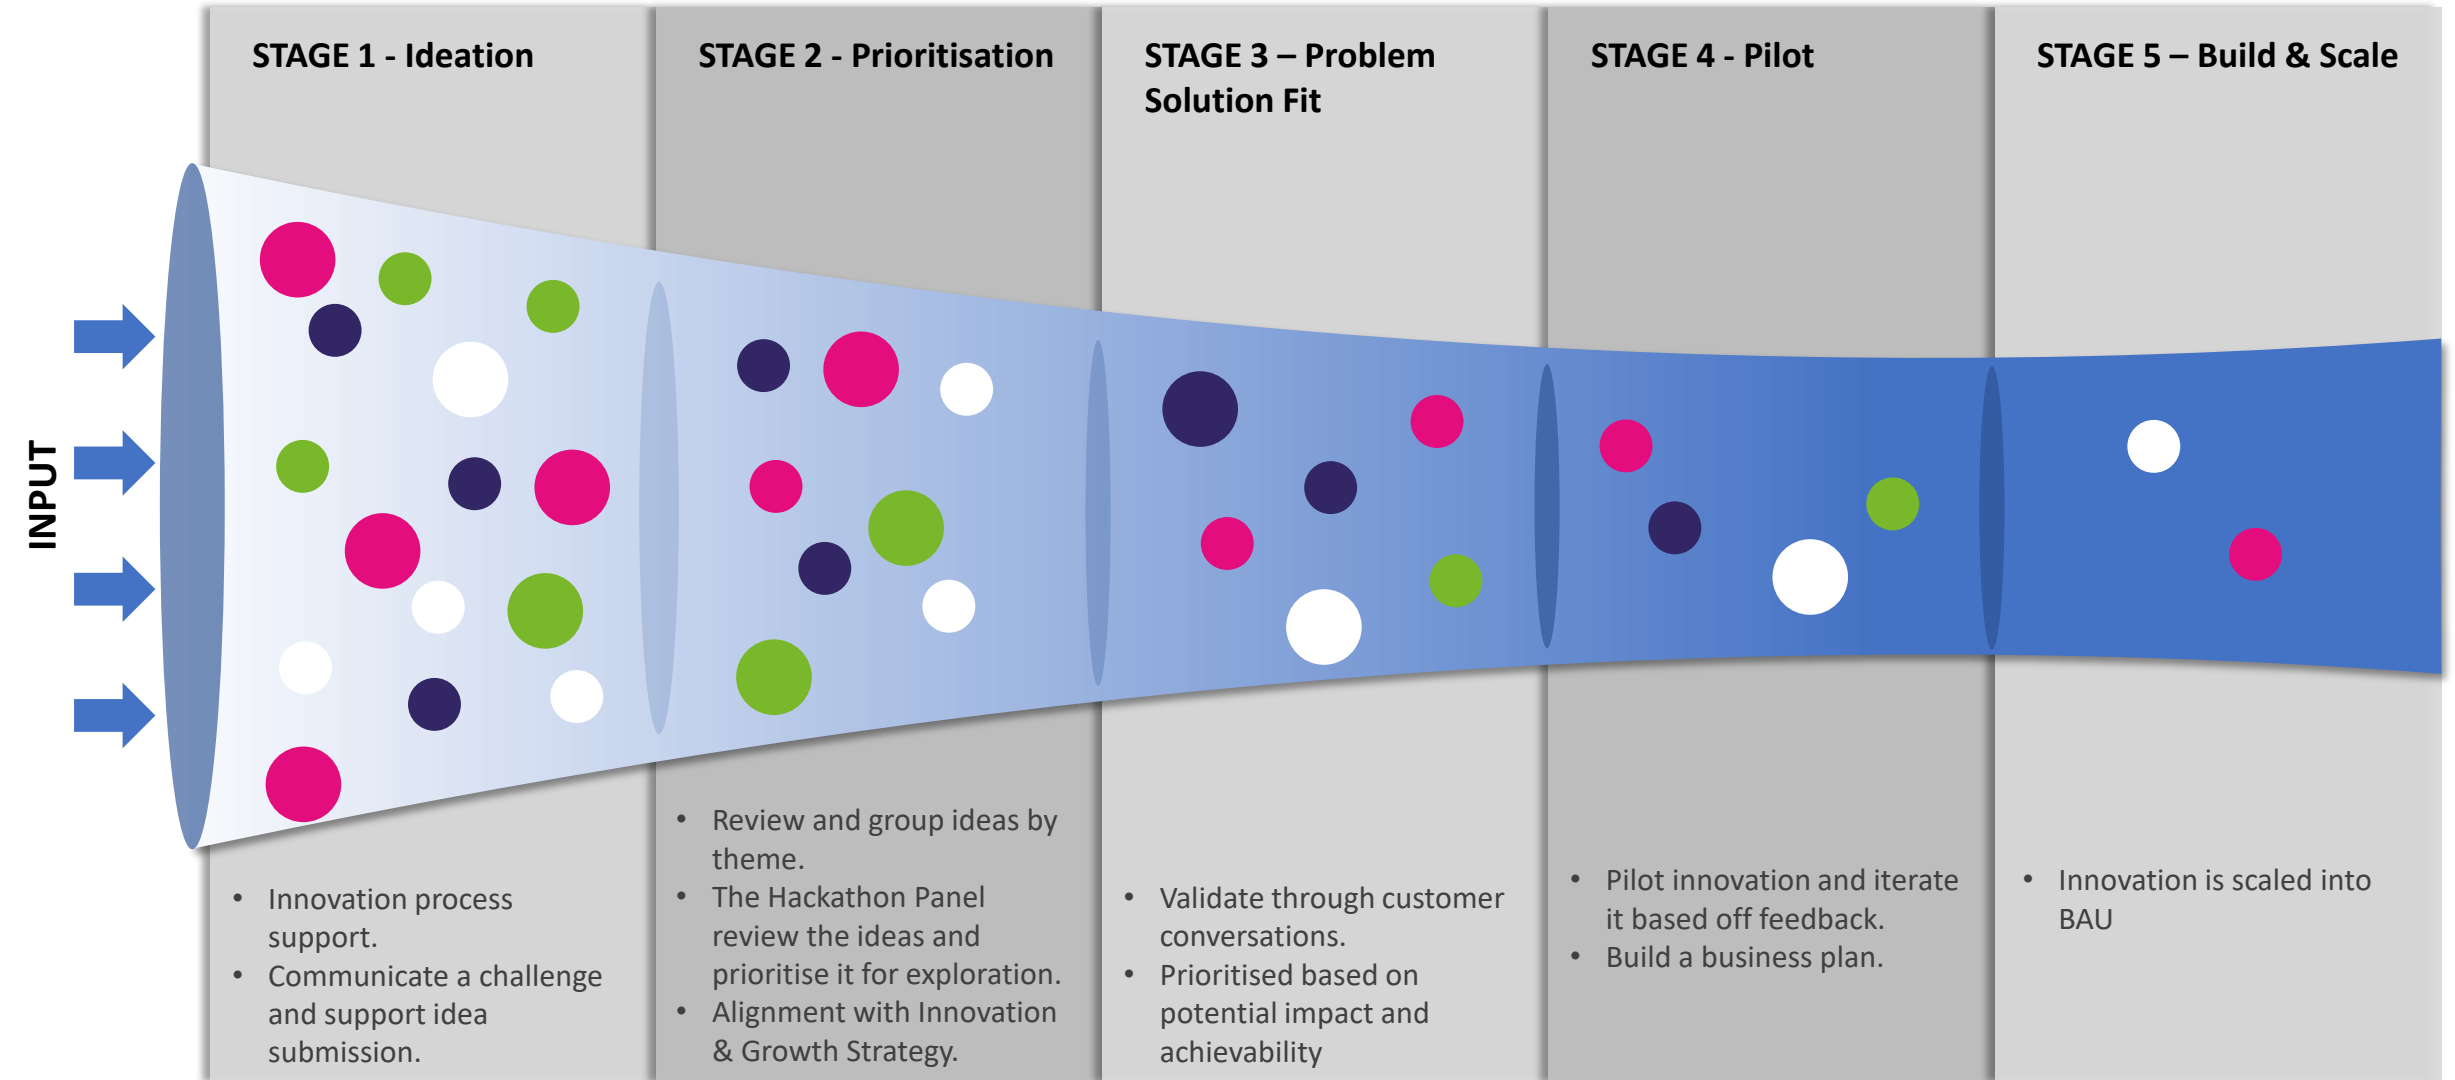 INPUT
STAGE 1 - Ideation
• Innovation process
support.
• Communicate a challenge
and support idea
submission.
STAGE 2 - Prioritisation
• Review and group ideas by
theme.
• The Hackathon Panel
review the ideas and
prioritise it for exploration.
• Alignment with Innovation
& Growth Strategy.
STAGE 3 – Problem
Solution Fit
• Validate through customer
conversations.
• Prioritised based on
potential impact and
achievability
STAGE 4 - Pilot
• Pilot innovation and iterate
it based off feedback.
• Build a business plan.
STAGE 5 – Build & Scale
• Innovation is scaled into
BAU